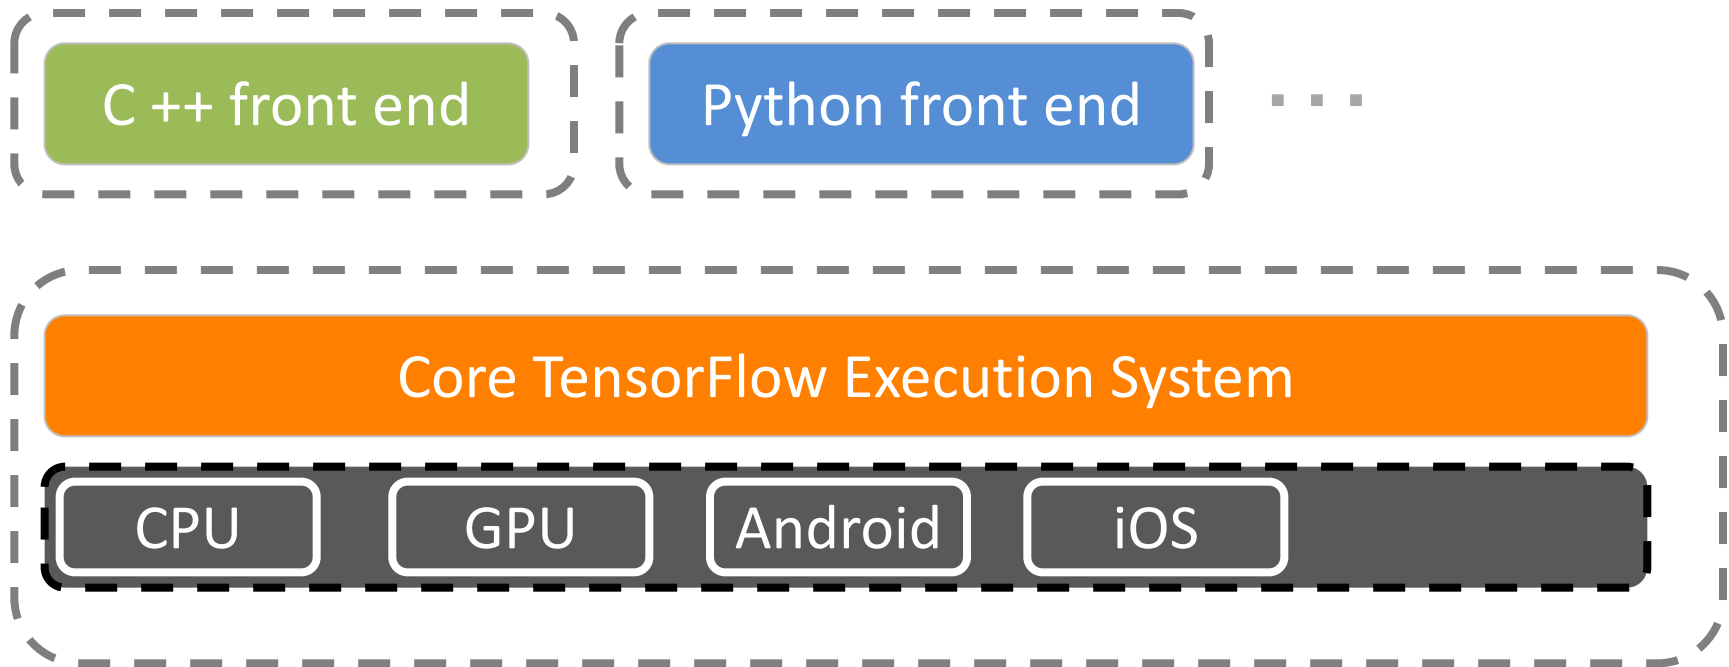 C ++ front end
Python front end
...
Core TensorFlow Execution System
CPU
GPU
Android
iOS